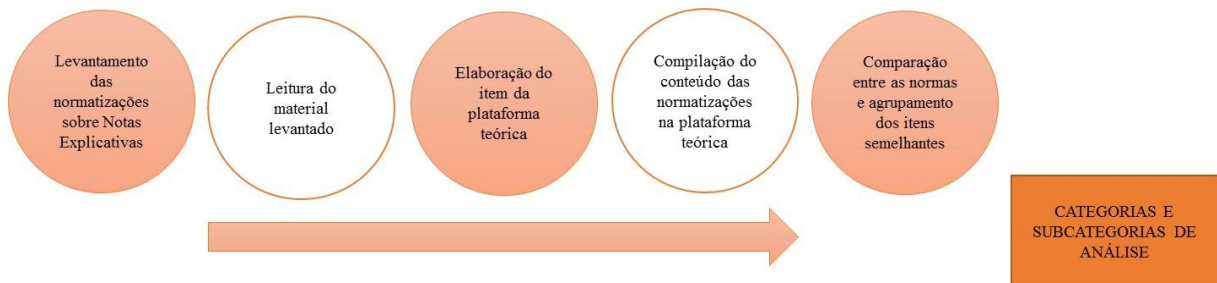 Levantamento
das
normatizações
sobre Notas
Explicativas
Leitura do
material
levantado
Elaboração do
item da
plataforma
teórica
Compilação do
conteúdo das
normatizações
na plataforma
teórica
Comparação
entre as normas
e agrupamento
dos itens
semelhantes
CATEGORIAS E
SUBCATEGORIAS DE
ANÁLISE